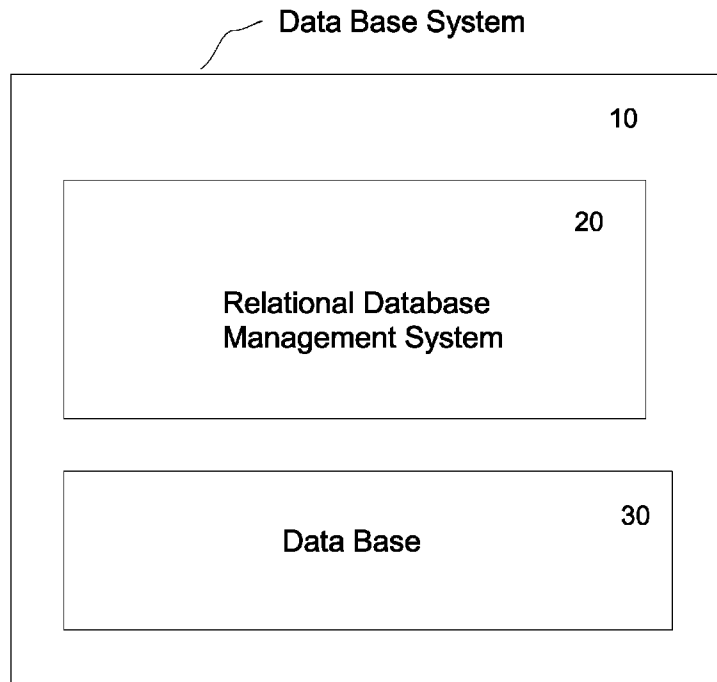 Data Base System
10
20
Relational Database
Management System
30
Data Base